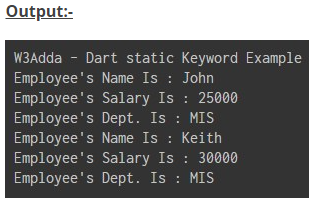 Output:-
W3Adda - Dart static Keyword Example
Employee's Name Is : John
Employee's Salary Is : 25000
Employee's Dept. Is : MIS
Employee's Name Is : Keith
Employee's Salary Is : 30000
Employee's Dept. Is : MIS